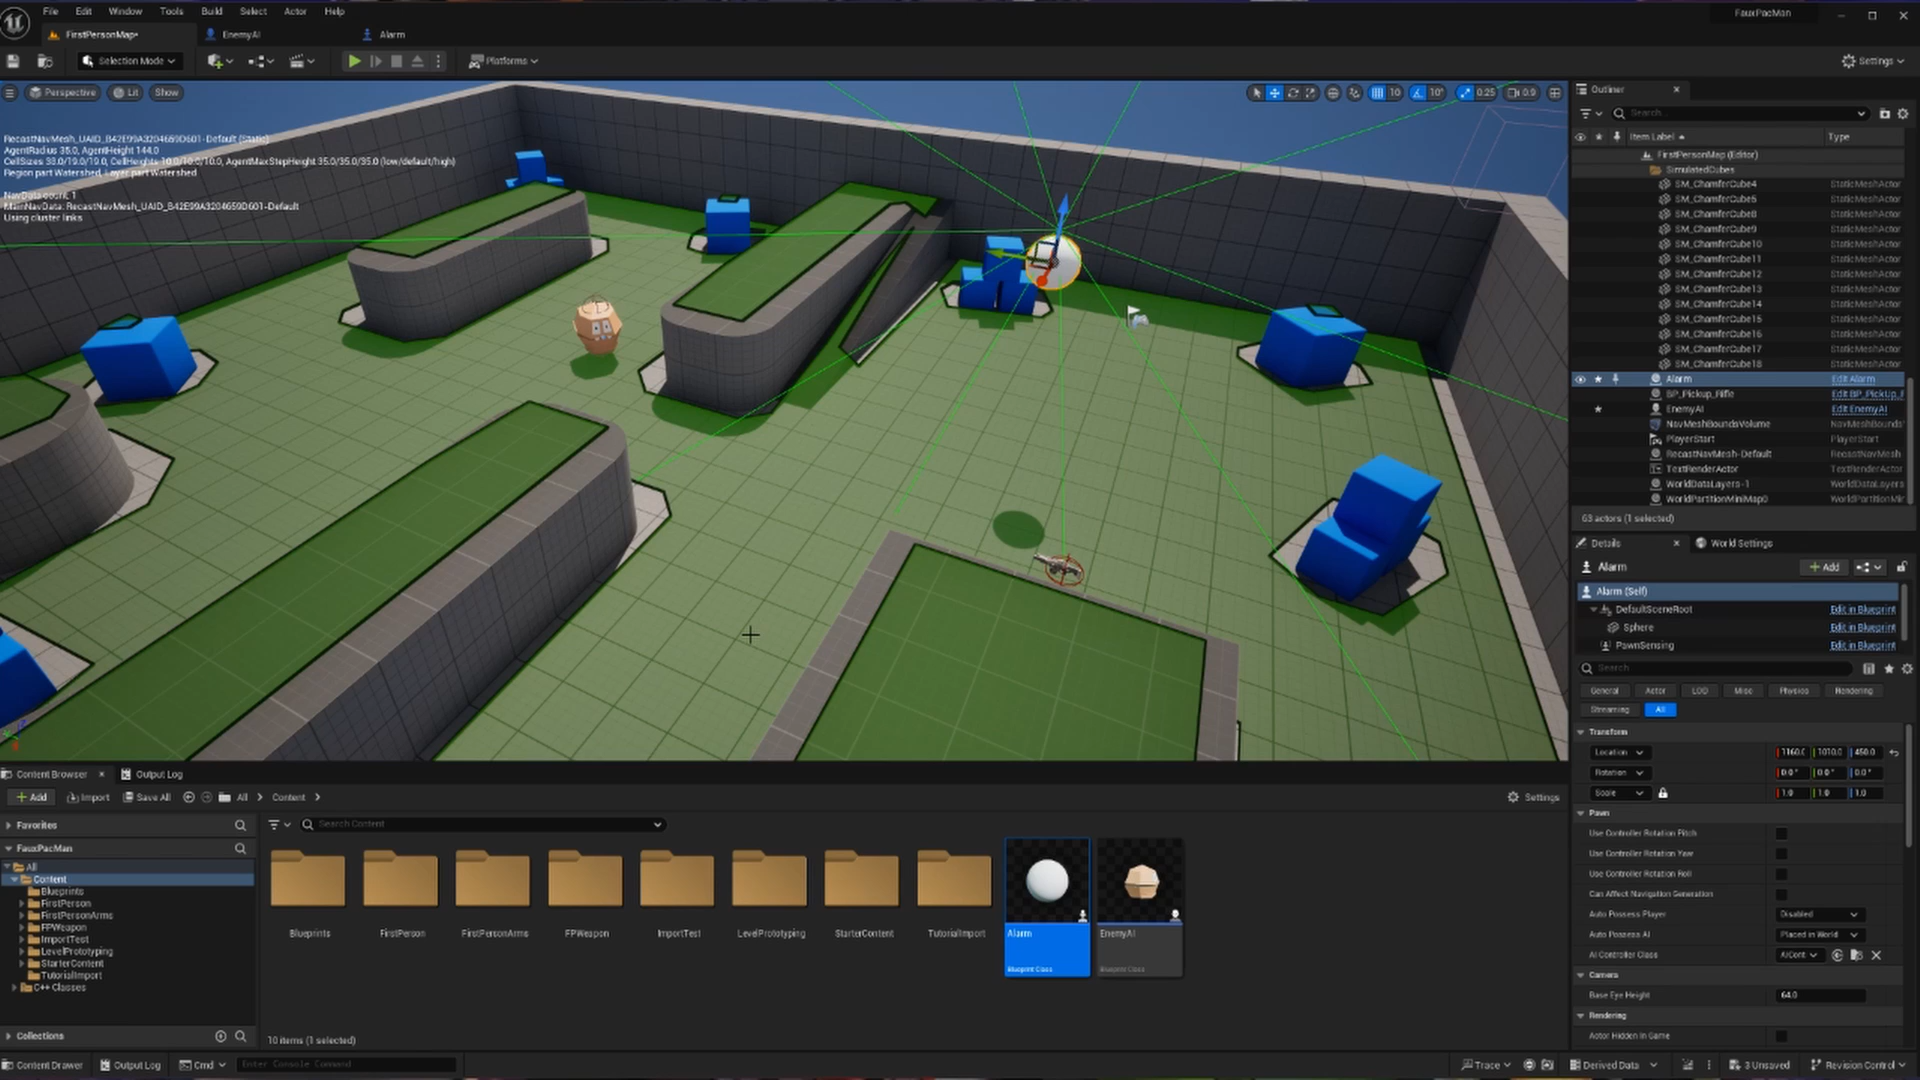 File Edit Window Tools Build Select Actor Help
FauxPacMan
FirstPersonMap*
EnemyAI
Alarm
Selection Mode
Platforms
Settings
Perspective
Lit
Show
10
10°
0.25
0.9
RecastNavMesh_UAID_B42E99A3204659D601-Default (Static)
AgentRadius 35.0, AgentHeight 144.0
CellSizes 38.0/19.0/19.0, CellHeights 10.0/10.0/10.0, AgentMaxStepHeight 35.0/35.0/35.0 (low/default/high)
Region part Watershed, Layer part Watershed
NavData count: 1
MainNavData: RecastNavMesh_UAID_B42E99A3204659D601-Default
Using cluster links
Outliner
Search...
Item Label
Type
FirstPersonMap (Editor)
SimulatedCubes
SM_ChamferCube4 StaticMeshActor
SM_ChamferCube6 StaticMeshActor
SM_ChamferCube8 StaticMeshActor
SM_ChamferCube9 StaticMeshActor
SM_ChamferCube10 StaticMeshActor
SM_ChamferCube11 StaticMeshActor
SM_ChamferCube12 StaticMeshActor
SM_ChamferCube13 StaticMeshActor
SM_ChamferCube14 StaticMeshActor
SM_ChamferCube15 StaticMeshActor
SM_ChamferCube16 StaticMeshActor
SM_ChamferCube17 StaticMeshActor
SM_ChamferCube18 StaticMeshActor
Alarm Edit Alarm
BP_Pickup_Rifle Edit BP_PickUp_F
EnemyAI Edit EnemyAI
NavMeshBoundsVolume NavMeshBounds
PlayerStart PlayerStart
RecastNavMesh-Default RecastNavMesh
TextRenderActor TextRenderActor
WorldDataLayers-1 WorldDataLayers
WorldPartitionMiniMap0 WorldPartitionMir
63 actors (1 selected)
Details
World Settings
Alarm
Add
Alarm (Self)
DefaultSceneRoot Edit in Blueprint
Sphere Edit in Blueprint
PawnSensing Edit in Blueprint
Search
General Actor LOD Misc Physics Rendering
Streaming All
Transform
Location 1160.0 1010.0 450.0
Rotation 0.0° 0.0° 0.0°
Scale 1.0 1.0 1.0
Pawn
Use Controller Rotation Pitch
Use Controller Rotation Yaw
Use Controller Rotation Roll
Can Affect Navigation Generation
Auto Possess Player Disabled
Auto Possess AI Placed in World
AI Controller Class AICont
Camera
Base Eye Height 64.0
Rendering
Actor Hidden In Game
Content Browser
Output Log
Add
Import
Save All
All
Content
Settings
Favorites
FauxPacMan
All
Content
Blueprints
FirstPerson
FirstPersonArms
FPWeapon
ImportTest
LevelPrototyping
StarterContent
TutorialImport
C++ Classes
Collections
Search Content
Blueprints
FirstPerson
FirstPersonArms
FPWeapon
ImportTest
LevelPrototyping
StarterContent
TutorialImport
Alarm
Blueprint Class
EnemyAI
Blueprint Class
10 items (1 selected)
Content Drawer
Output Log
Cmd
Enter Console Command
Trace
Derived Data
3 Unsaved
Revision Control